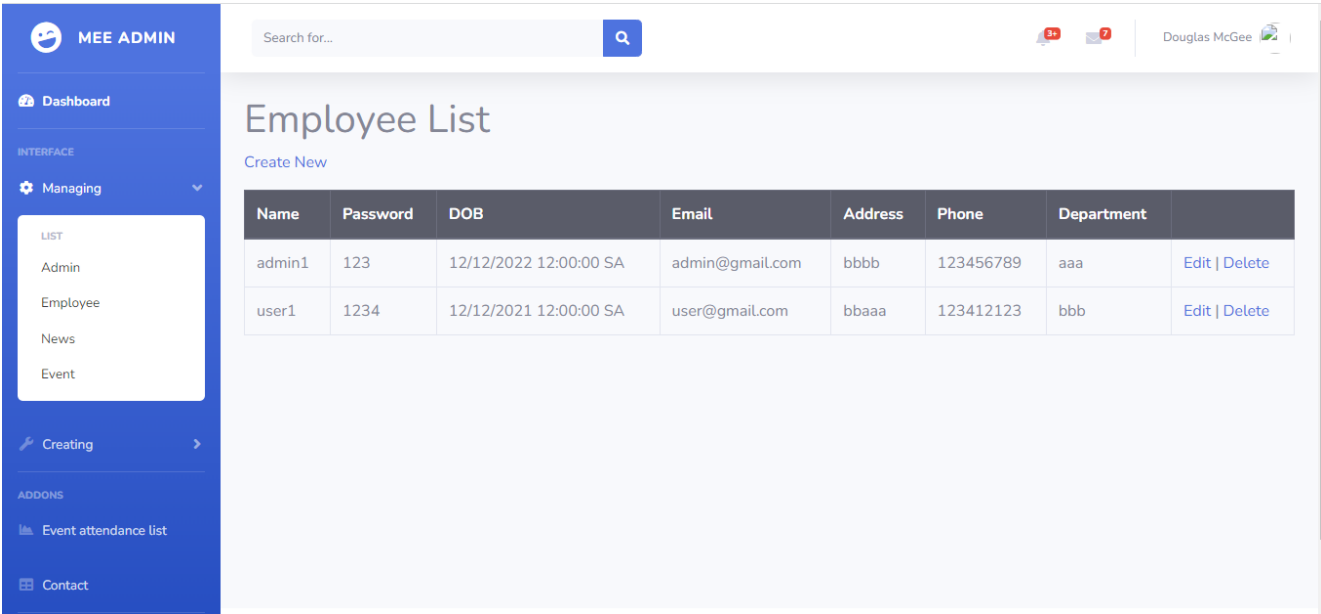 MEE ADMIN
Search for...
3+
7
Douglas McGee
Dashboard
INTERFACE
Managing
LIST
Admin
Employee
News
Event
Creating
ADDONS
Event attendance list
Contact
Employee List
Create New
Name Password DOB Email Address Phone Department
admin1 123 12/12/2022 12:00:00 SA admin@gmail.com bbbb 123456789 aaa Edit | Delete
user1 1234 12/12/2021 12:00:00 SA user@gmail.com bbaaa 123412123 bbb Edit | Delete